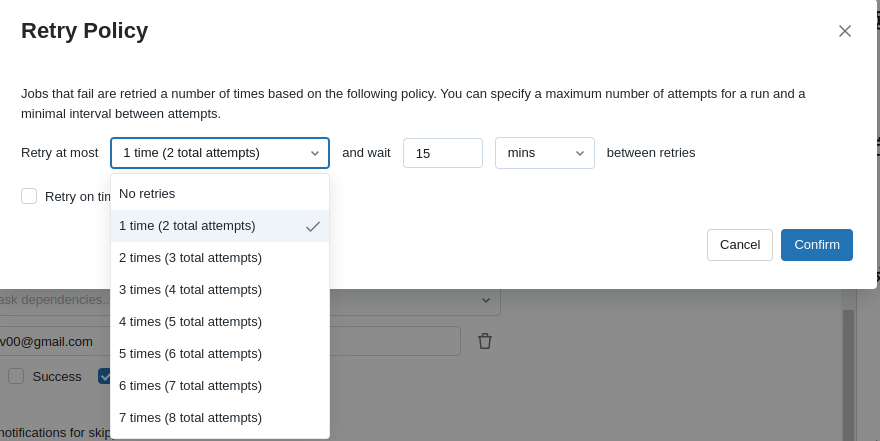 Retry Policy
Jobs that fail are retried a number of times based on the following policy. You can specify a maximum number of attempts for a run and a
minimal interval between attempts.
Retry at most 1 time (2 total attempts) and wait 15 mins between retries
Retry on
No retries
1 time (2 total attempts)
2 times (3 total attempts)
3 times (4 total attempts)
4 times (5 total attempts)
5 times (6 total attempts)
6 times (7 total attempts)
7 times (8 total attempts)
Cancel Confirm
ask dependencies...
v00@gmail.com
Success
notifications for skip